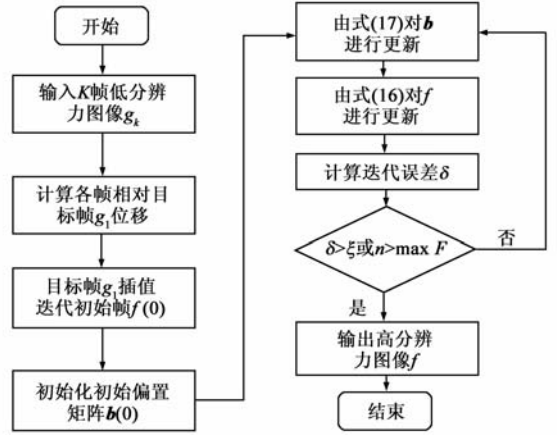 开始
输入K帧低分辨
力图像gk
计算各帧相对目
标帧g1位移
目标帧g1插值
迭代初始帧f(0)
初始化初始偏置
矩阵b(0)
由式(17)对b
进行更新
由式(16)对f
进行更新
计算迭代误差δ
δ>ξ或n>max F
否
是
输出高分辨
力图像f
结束